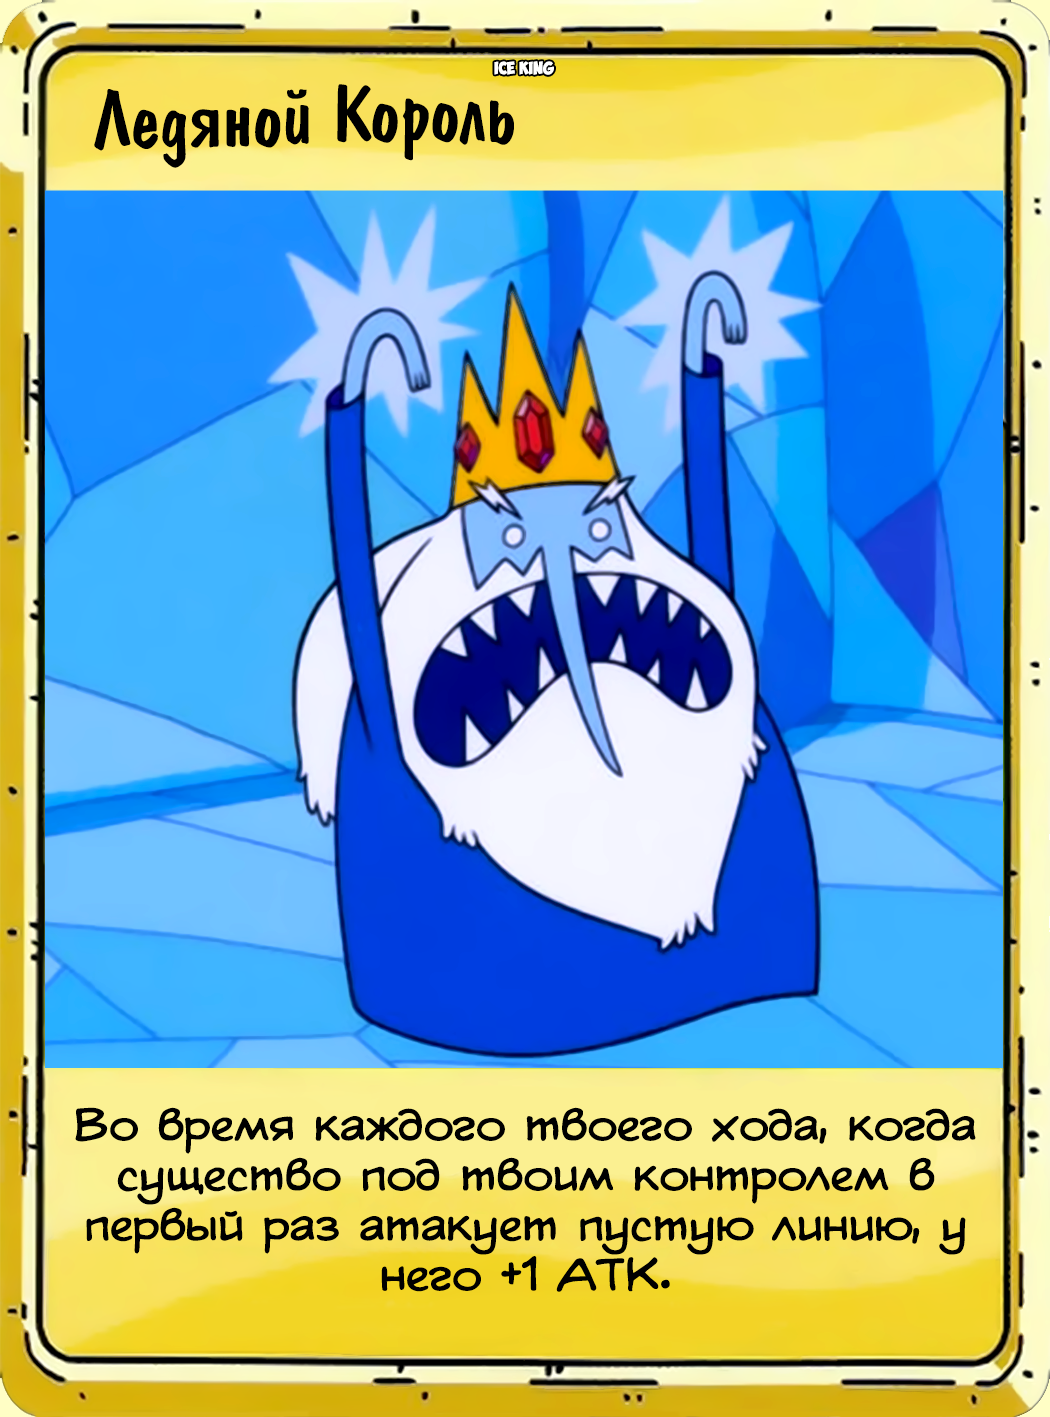 ICE KING
Ледяной Король
Во время каждого твоего хода, когда
существо под твоим контролем в
первый раз атакует пустую линию, у
него +1 АТК.